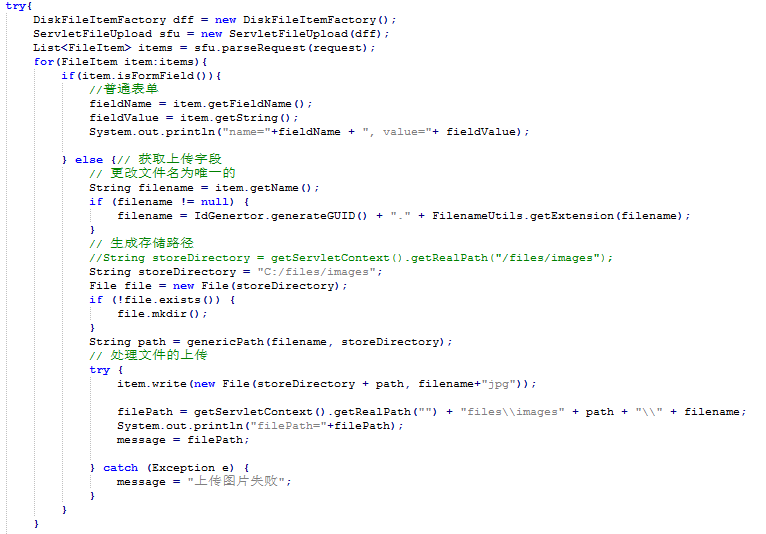 try{
DiskFileItemFactory dff = new DiskFileItemFactory();
ServletFileUpload sfu = new ServletFileUpload(dff);
List<FileItem> items = sfu.parseRequest(request);
for(FileItem item:items){
if(item.isFormField()){
//普通表单
fieldName = item.getFieldName();
fieldValue = item.getString();
System.out.println("name="+fieldName + ", value="+ fieldValue);
} else {// 获取上传字段
// 更改文件名为唯一的
String filename = item.getName();
if (filename != null) {
filename = IdGenertor.generateGUID() + "." + FilenameUtils.getExtension(filename);
}
// 生成存储路径
//String storeDirectory = getServletContext().getRealPath("/files/images");
String storeDirectory = "C:/files/images";
File file = new File(storeDirectory);
if (!file.exists()) {
file.mkdir();
}
String path = genericPath(filename, storeDirectory);
// 处理文件的上传
try {
item.write(new File(storeDirectory + path, filename+"jpg"));
filePath = getServletContext().getRealPath("") + "files\\images" + path + "\\" + filename;
System.out.println("filePath="+filePath);
message = filePath;
} catch (Exception e) {
message = "上传图片失败";
}
}
}